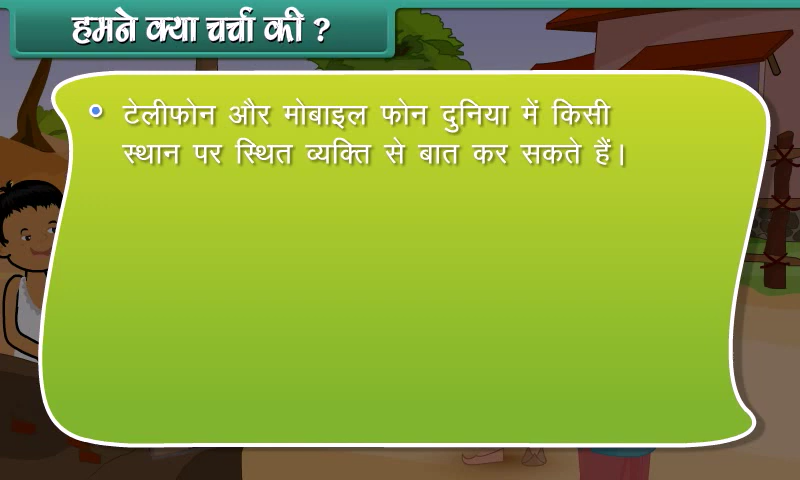 हमने क्या चर्चा की ?
टेलीफोन और मोबाइल फोन दुनिया में किसी
स्थान पर स्थित व्यक्ति से बात कर सकते हैं।